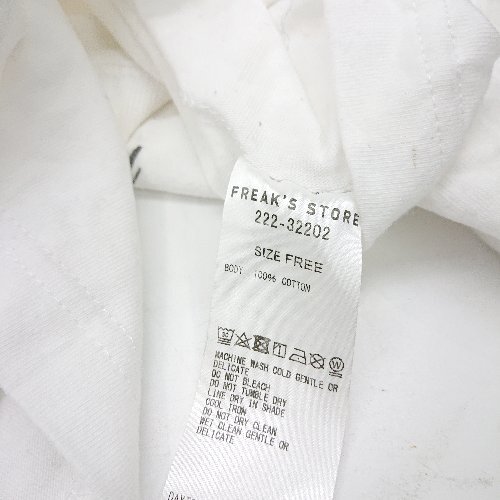 FREAK'S STORE
222-32202
SIZE FREE
BODY 100% COTTON
MACHINE WASH COLD GENTLE OR
DELICATE
DO NOT BLEACH
DO NOT TUMBLE DRY
LINE DRY IN SHADE
COOL IRON
DO NOT DRY CLEAN
WET CLEAN GENTLE OR
DELICATE